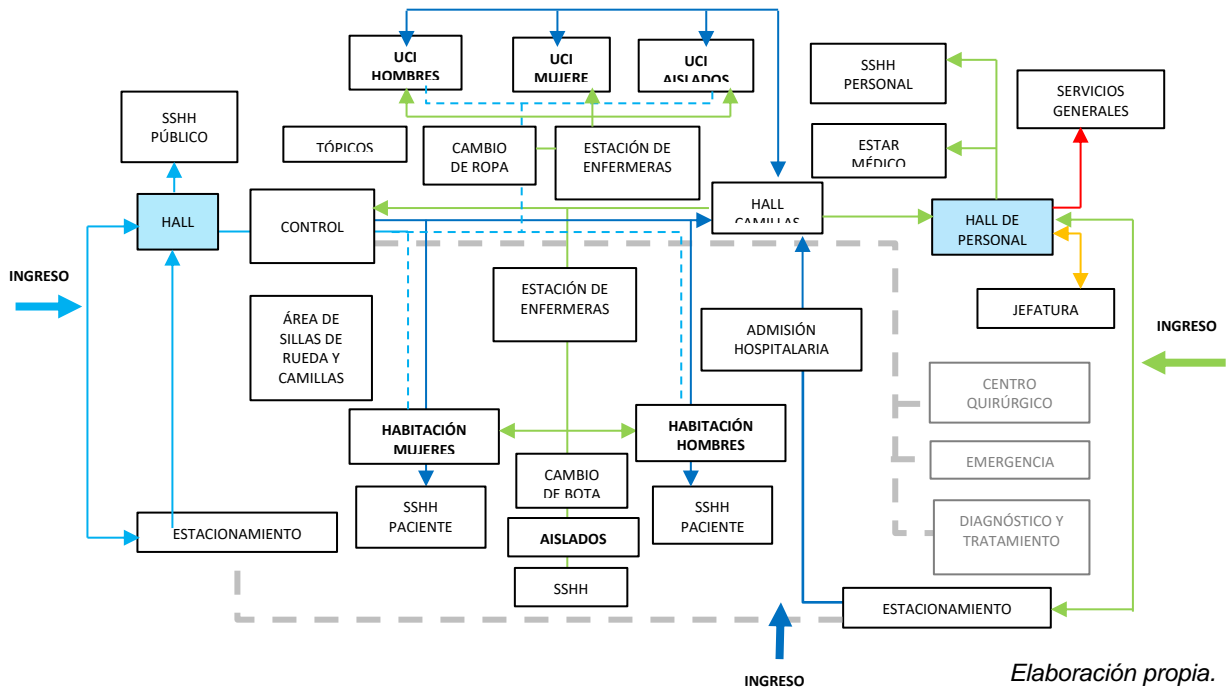 UCI
HOMBRES
UCI
MUJERE
UCI
AISLADOS
SSHH
PERSONAL
SERVICIOS
GENERALES
SSHH
PÚBLICO
TÓPICOS
CAMBIO
DE ROPA
ESTACIÓN DE
ENFERMERAS
ESTAR
MÉDICO
HALL
CONTROL
HALL
CAMILLAS
HALL DE
PERSONAL
INGRESO
ESTACIÓN DE
ENFERMERAS
ÁREA DE
SILLAS DE
RUEDA Y
CAMILLAS
ADMISIÓN
HOSPITALARIA
JEFATURA
INGRESO
CENTRO
QUIRÚRGICO
HABITACIÓN
MUJERES
HABITACIÓN
HOMBRES
EMERGENCIA
CAMBIO
DE BOTA
SSHH
PACIENTE
SSHH
PACIENTE
ESTACIONAMIENTO
AISLADOS
DIAGNÓSTICO Y
TRATAMIENTO
SSHH
ESTACIONAMIENTO
INGRESO
Elaboración propia.